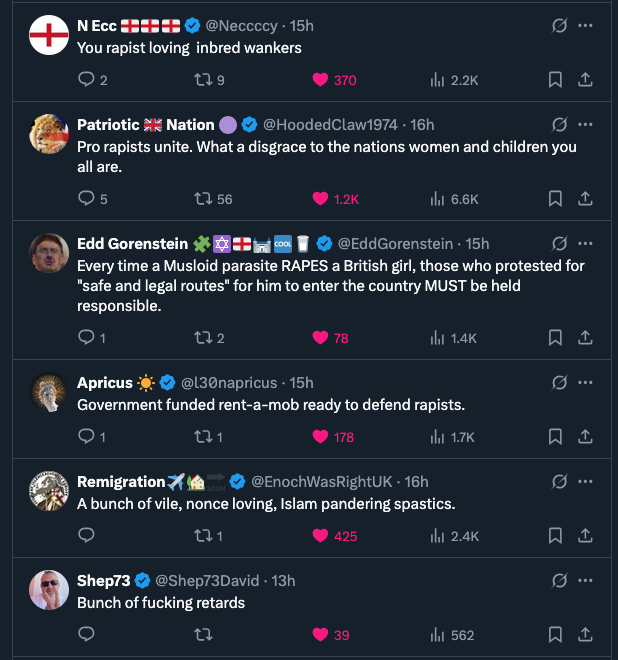 N Ecc 🏴󠁧󠁢󠁥󠁮󠁧󠁿🏴󠁧󠁢󠁥󠁮󠁧󠁿🏴󠁧󠁢󠁥󠁮󠁧󠁿 @Neccccy · 15h
You rapist loving inbred wankers
2 9 370 2.2K
Patriotic 🇬🇧 Nation 🟣 @HoodedClaw1974 · 16h
Pro rapists unite. What a disgrace to the nations women and children you
all are.
5 56 1.2K 6.6K
Edd Gorenstein 🧩🔯🏴󠁧󠁢󠁥󠁮󠁧󠁿🏰🆒🥛 @EddGorenstein · 15h
Every time a Musloid parasite RAPES a British girl, those who protested for
"safe and legal routes" for him to enter the country MUST be held
responsible.
1 2 78 1.4K
Apricus ☀️ @l30napricus · 15h
Government funded rent-a-mob ready to defend rapists.
1 1 178 1.7K
Remigration✈️🏡🔜 @EnochWasRightUK · 16h
A bunch of vile, nonce loving, Islam pandering spastics.
1 425 2.4K
Shep73 @Shep73David · 13h
Bunch of fucking retards
39 562